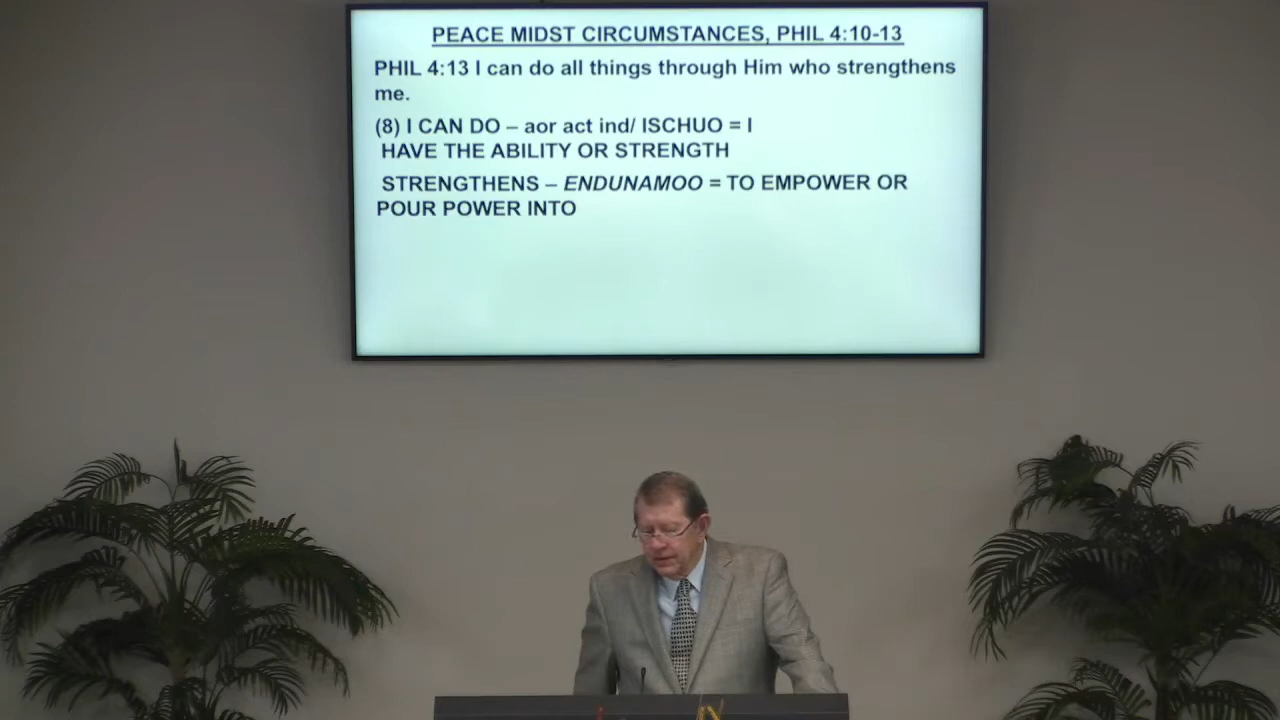 PEACE MIDST CIRCUMSTANCES, PHIL 4:10-13
PHIL 4:13 I can do all things through Him who strengthens
me.
(8) I CAN DO – aor act ind/ ISCHUO = I
HAVE THE ABILITY OR STRENGTH
STRENGTHENS – ENDUNAMOO = TO EMPOWER OR
POUR POWER INTO